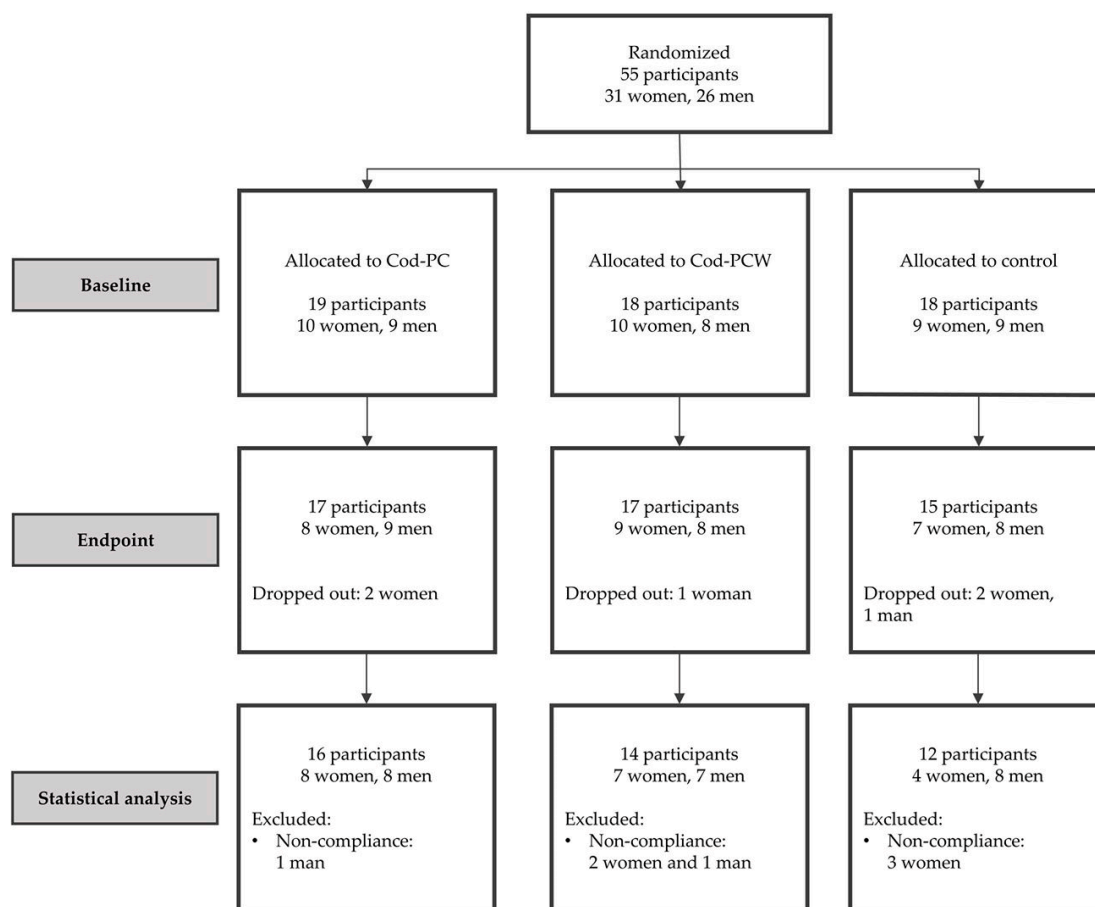 Randomized
55 participants
31 women, 26 men
Baseline
Allocated to Cod-PC
19 participants
10 women, 9 men
Allocated to Cod-PCW
18 participants
10 women, 8 men
Allocated to control
18 participants
9 women, 9 men
Endpoint
17 participants
8 women, 9 men
Dropped out: 2 women
17 participants
9 women, 8 men
Dropped out: 1 woman
15 participants
7 women, 8 men
Dropped out: 2 women,
1 man
Statistical analysis
16 participants
8 women, 8 men
Excluded:
• Non-compliance:
1 man
14 participants
7 women, 7 men
Excluded:
• Non-compliance:
2 women and 1 man
12 participants
4 women, 8 men
Excluded:
• Non-compliance:
3 women